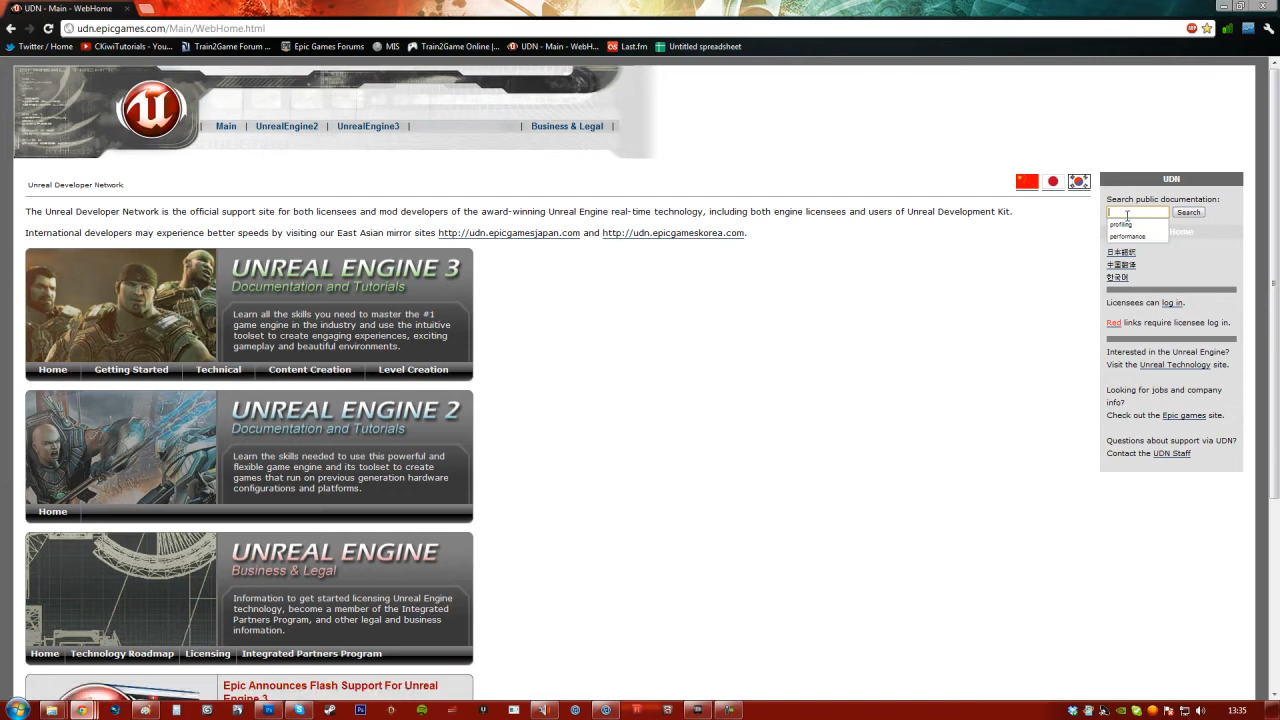 UDN - Main - WebHome
udn.epicgames.com/Main/WebHome.html
Twitter / Home
CKiwiTutorials - You...
Train2Game Forum ...
Epic Games Forums
MIS
Train2Game Online |...
UDN - Main - WebH...
Last.fm
Untitled spreadsheet
| Main | UnrealEngine2 | UnrealEngine3 | | Business & Legal |
Unreal Developer Network
The Unreal Developer Network is the official support site for both licensees and mod developers of the award-winning Unreal Engine real-time technology, including both engine licensees and users of Unreal Development Kit.
International developers may experience better speeds by visiting our East Asian mirror sites http://udn.epicgamesjapan.com and http://udn.epicgameskorea.com.
UNREAL ENGINE 3
Documentation and Tutorials
Learn all the skills you need to master the #1
game engine in the industry and use the intuitive
toolset to create engaging experiences, exciting
gameplay and beautiful environments.
Home Getting Started Technical Content Creation Level Creation
UNREAL ENGINE 2
Documentation and Tutorials
Learn the skills needed to use this powerful and
flexible game engine and its toolset to create
games that run on previous generation hardware
configurations and platforms.
Home
UNREAL ENGINE
Business & Legal
Information to get started licensing Unreal Engine
technology, become a member of the Integrated
Partners Program, and other legal and business
information.
Home Technology Roadmap Licensing Integrated Partners Program
Epic Announces Flash Support For Unreal
Engine 3
UDN
Search public documentation:
Search
profiling
performance
Home
日本語訳
中国翻译
한국어
Licensees can log in.
Red links require licensee log in.
Interested in the Unreal Engine?
Visit the Unreal Technology site.
Looking for jobs and company
info?
Check out the Epic games site.
Questions about support via UDN?
Contact the UDN Staff
13:35